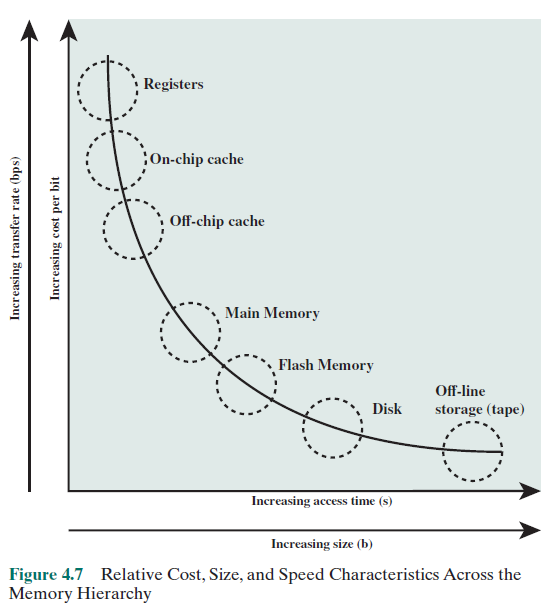 Increasing transfer rate (bps)
Increasing cost per bit
Registers
On-chip cache
Off-chip cache
Main Memory
Flash Memory
Disk
Off-line
storage (tape)
Increasing access time (s)
Increasing size (b)
Figure 4.7 Relative Cost, Size, and Speed Characteristics Across the
Memory Hierarchy